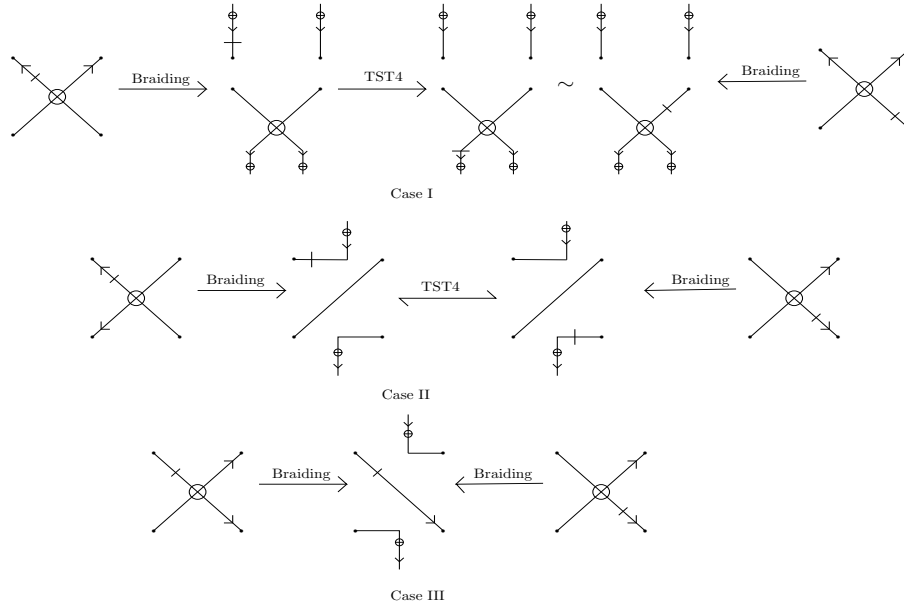 Braiding
TST4
~
Braiding
Case I
Braiding
TST4
Braiding
Case II
Braiding
Braiding
Case III